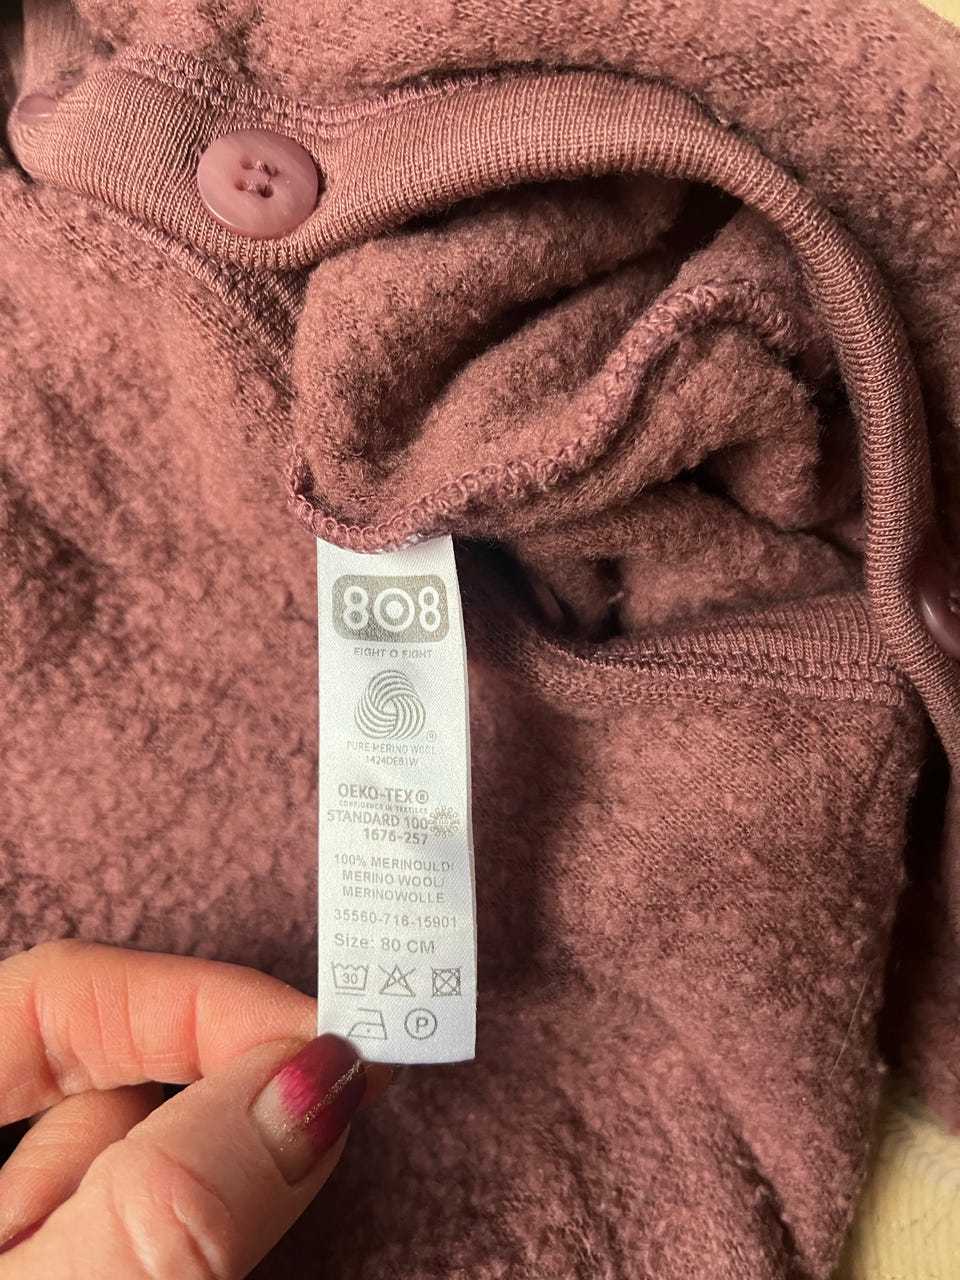 808
EIGHT O EIGHT
®
PURE MERINO WOOL
1424DE81W
OEKO-TEX®
CONFIDENCE IN TEXTILES
STANDARD 100
1676-257
100% MERINOULD/
MERINO WOOL/
MERINOWOLLE
35560-716-15901
Size: 80 CM
30
P